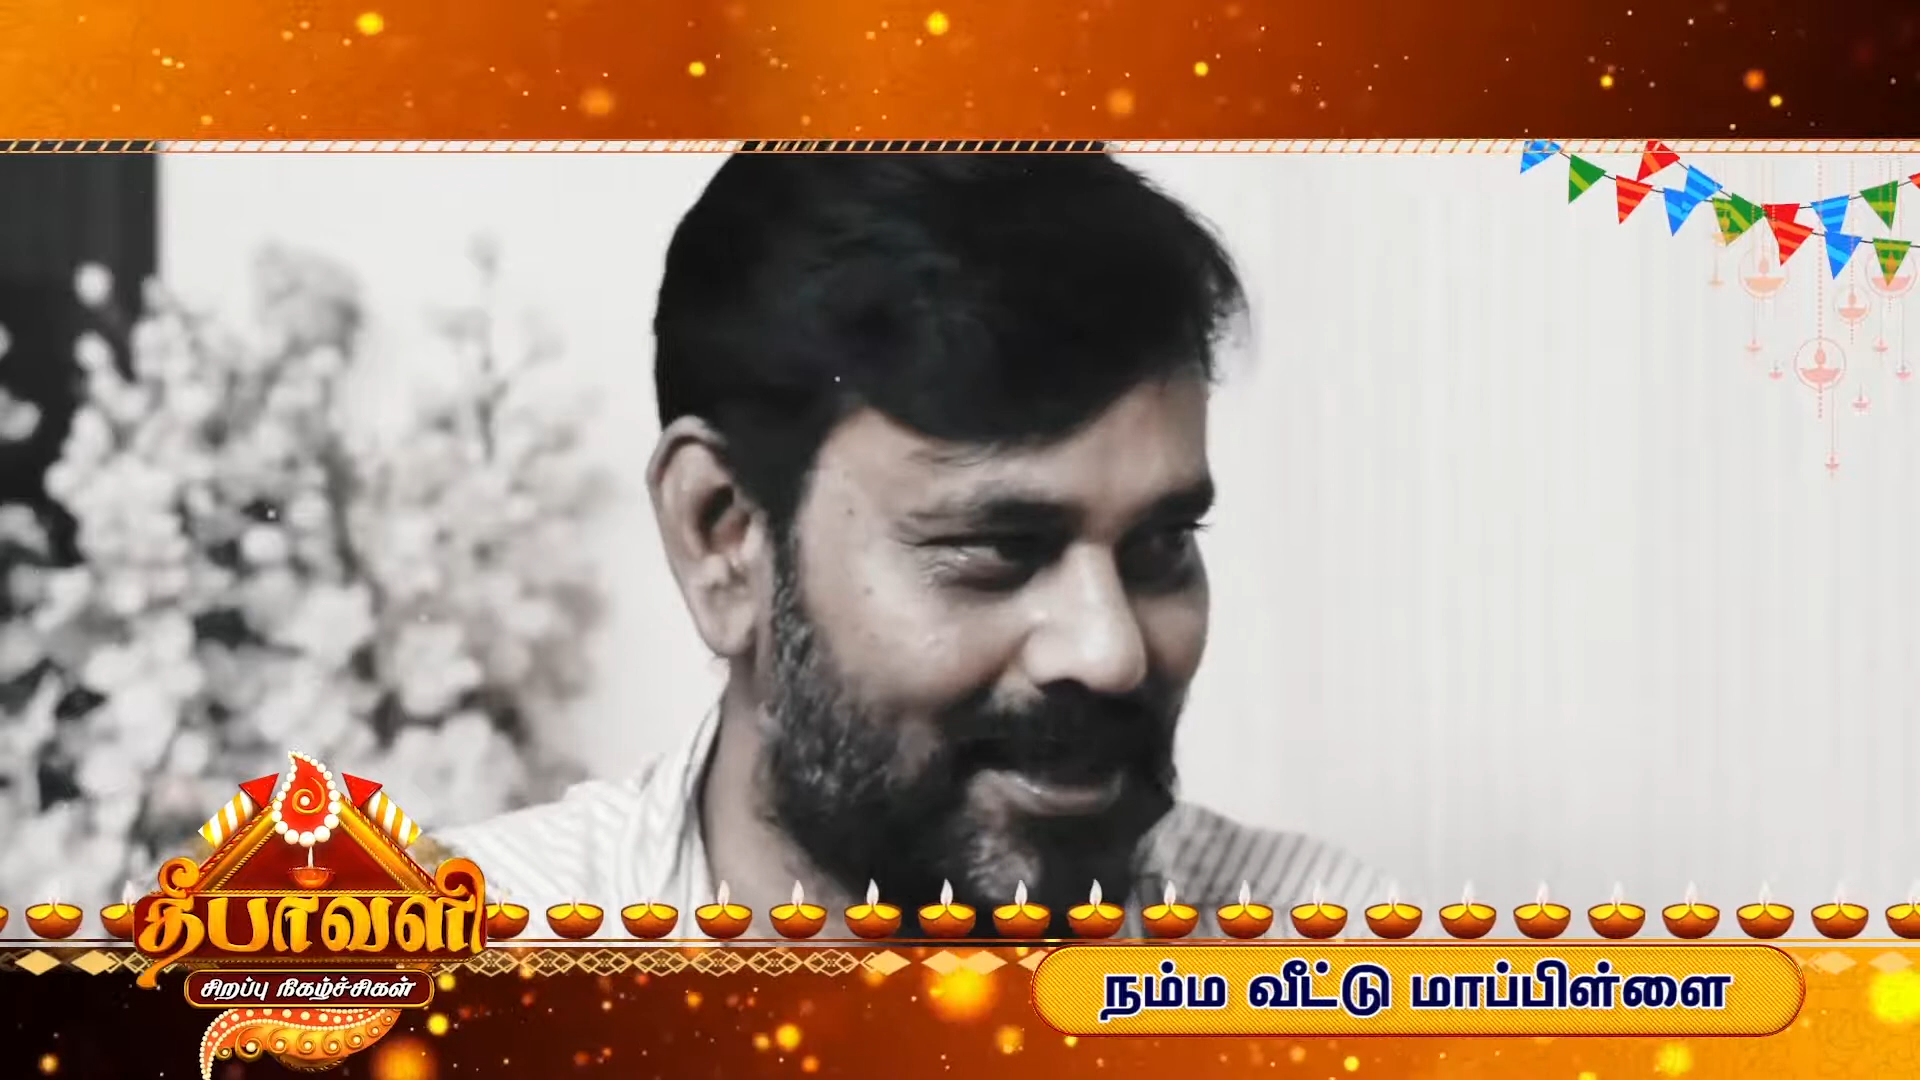 தீபாவளி
சிறப்பு நிகழ்ச்சிகள்
நம்ம வீட்டு மாப்பிள்ளை